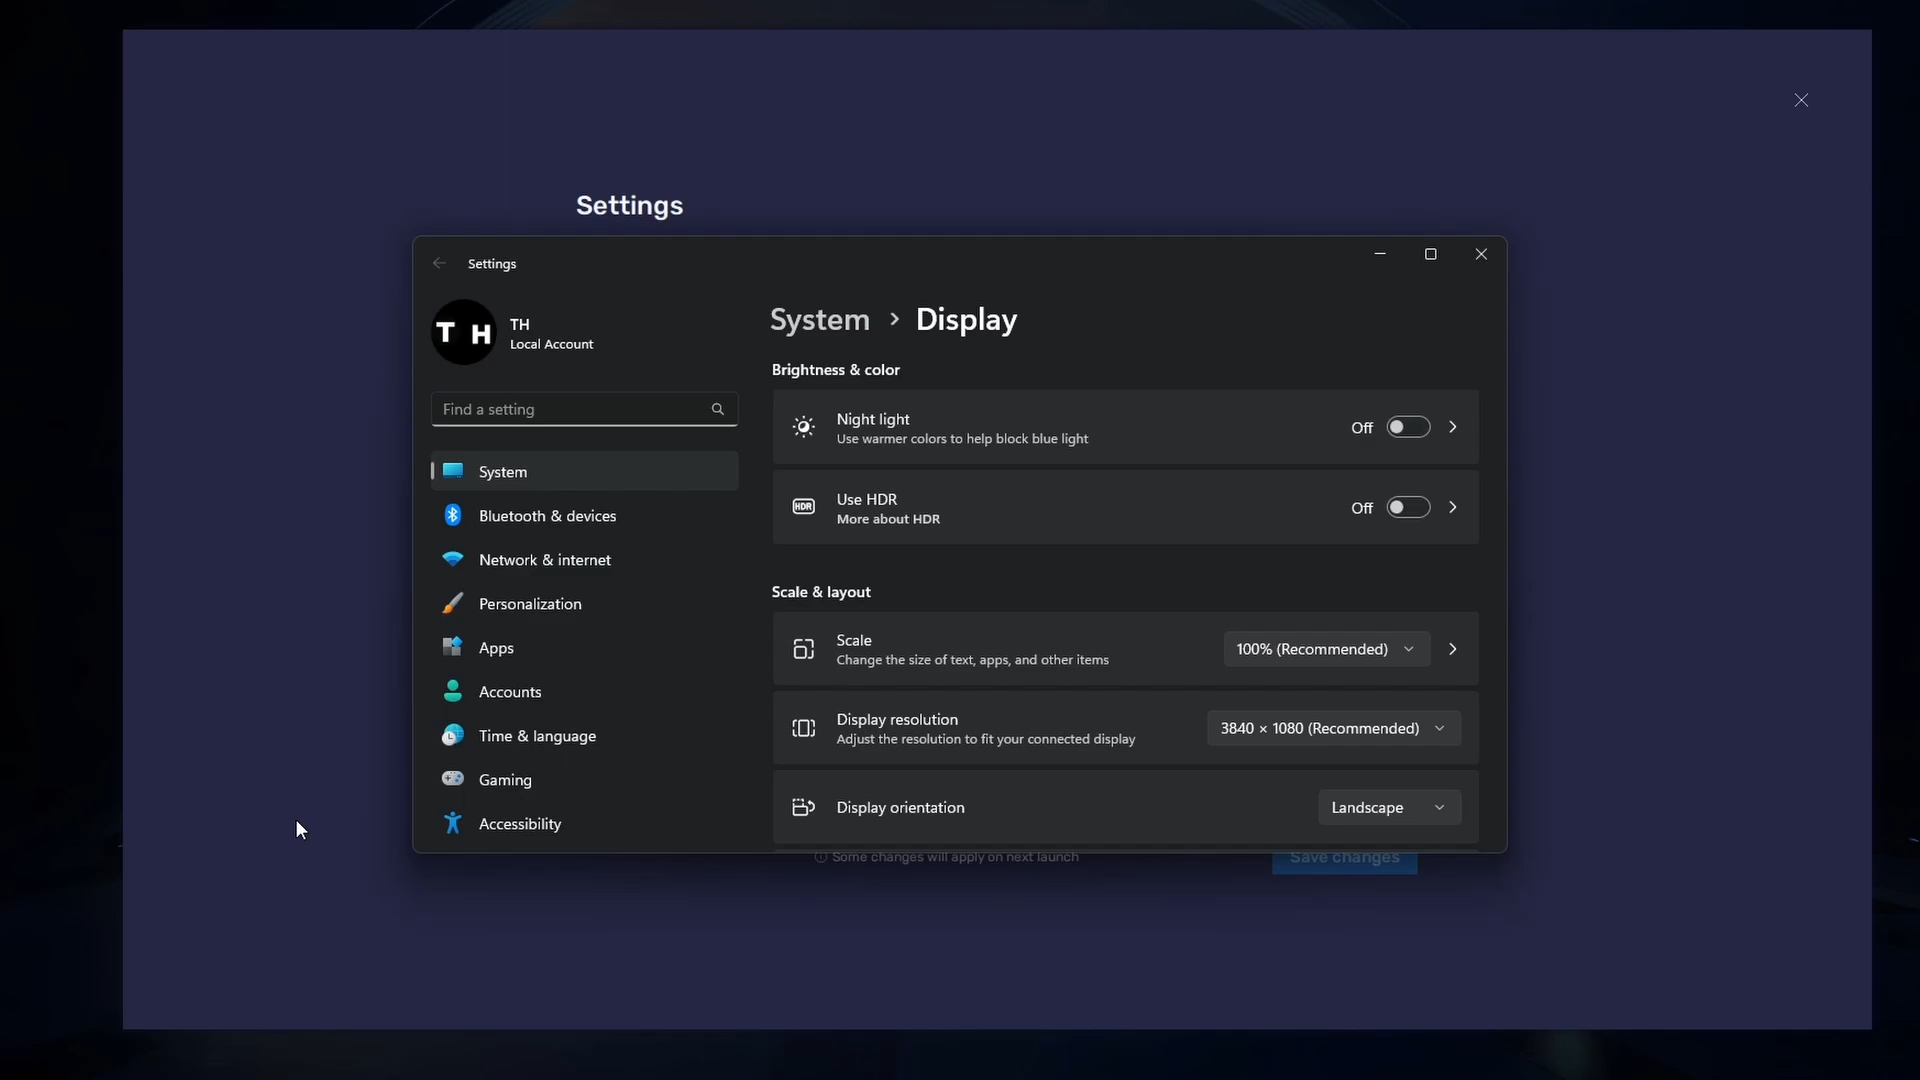 Settings
Settings
T H
TH
Local Account
Find a setting
System
Bluetooth & devices
Network & internet
Personalization
Apps
Accounts
Time & language
Gaming
Accessibility
System › Display
Brightness & color
Night light
Use warmer colors to help block blue light
Off
HDR
Use HDR
More about HDR
Off
Scale & layout
Scale
Change the size of text, apps, and other items
100% (Recommended)
Display resolution
Adjust the resolution to fit your connected display
3840 × 1080 (Recommended)
Display orientation
Landscape
Some changes will apply on next launch
Save changes